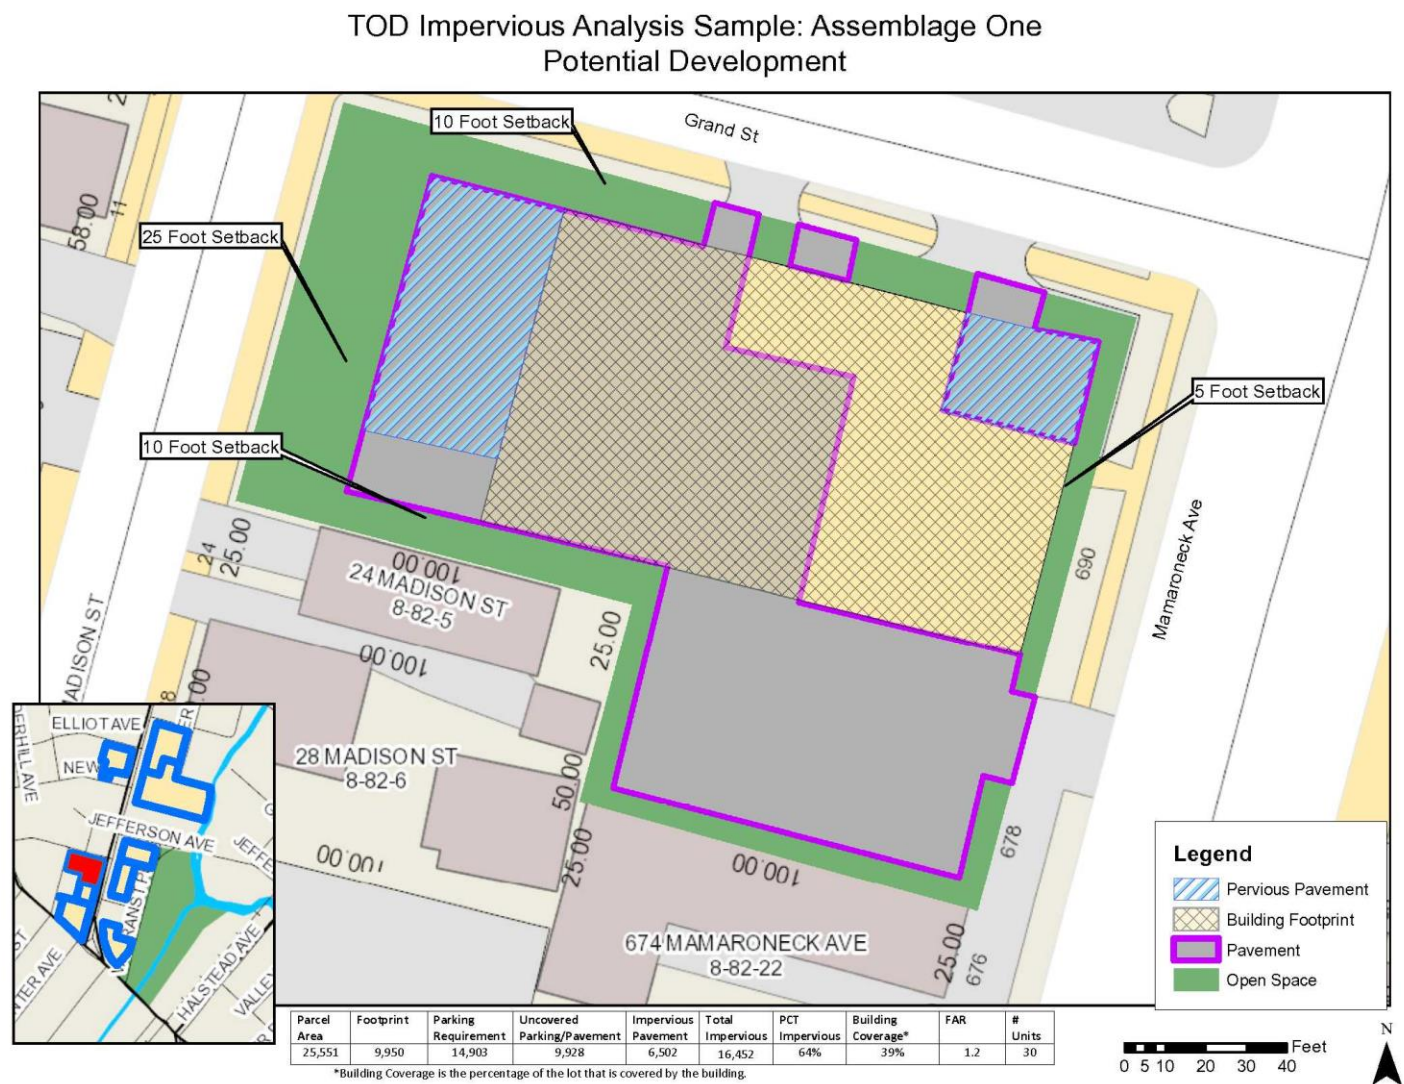 TOD Impervious Analysis Sample: Assemblage One
Potential Development
10 Foot Setback
Grand St
25 Foot Setback
10 Foot Setback
5 Foot Setback
58.00
11
2
24
25.00
100.00
24 MADISON ST
8-82-5
100.00
25.00
28 MADISON ST
8-82-6
50.00
100.00
25.00
100.00
674 MAMARONECK AVE
8-82-22
25.00
676
678
690
Mamaroneck Ave
MADISON ST
ELLIOT AVE
NEW
JEFFERSON AVE
HALSTEAD AVE
Legend
Pervious Pavement
Building Footprint
Pavement
Open Space
Parcel Area Footprint Parking Requirement Uncovered Parking/Pavement Impervious Pavement Total Impervious PCT Impervious Building Coverage* FAR # Units
25,551 9,950 14,903 9,928 6,502 16,452 64% 39% 1.2 30
*Building Coverage is the percentage of the lot that is covered by the building.
0 5 10 20 30 40 Feet
N